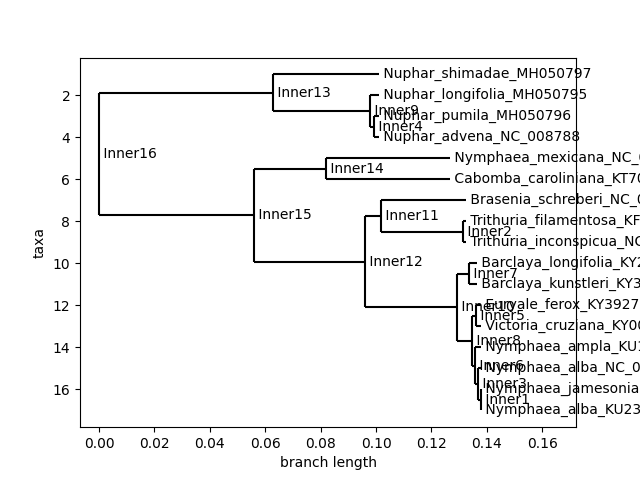 Nuphar_shimadae_MH050797
Inner13
Nuphar_longifolia_MH050795
2
Inner9
Nuphar_pumila_MH050796
Inner4
4
Nuphar_advena_NC_008788
Inner16
Nymphaea_mexicana_NC_
Inner14
6
Cabomba_caroliniana_KT70
Brasenia_schreberi_NC_0
Inner15
Inner11
8
Trithuria_filamentosa_KF
Inner2
Trithuria_inconspicua_NC
taxa
10
Inner12
Barclaya_longifolia_KY2
Inner7
Barclaya_kunstleri_KY3
12
Inner10
Euryale_ferox_KY3927
Inner5
Victoria_cruziana_KY00
Inner8
14
Nymphaea_ampla_KU1
Inner6
Nymphaea_alba_NC_0
Inner3
16
Nymphaea_jamesonia
Inner1
Nymphaea_alba_KU23
0.00 0.02 0.04 0.06 0.08 0.10 0.12 0.14 0.16
branch length